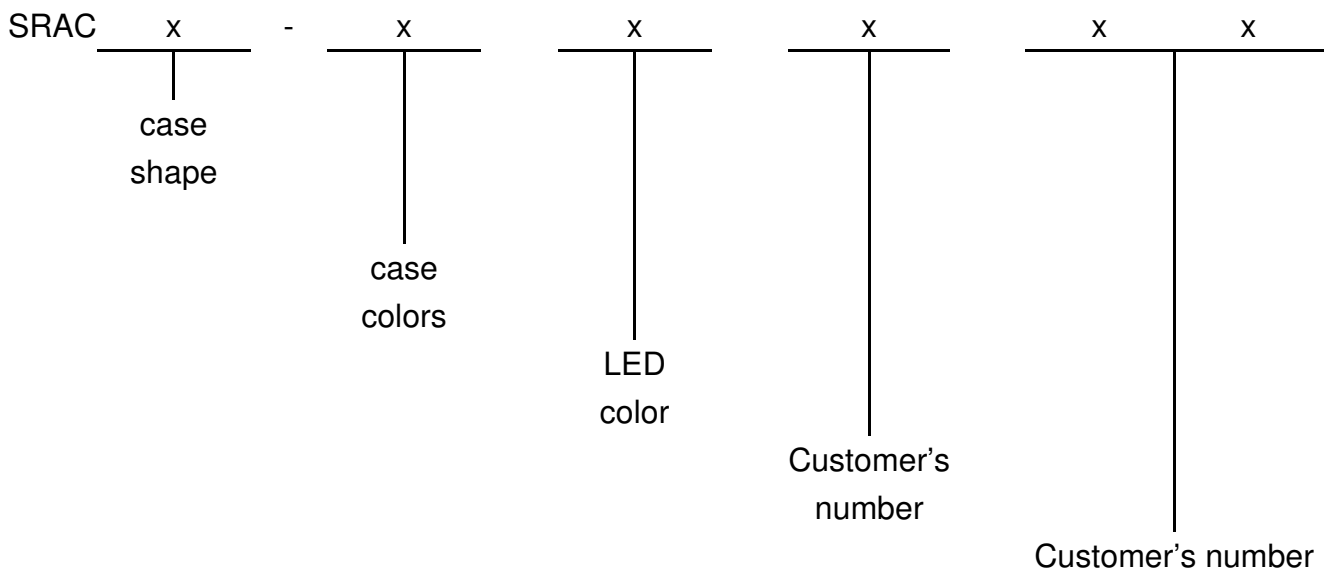 SRAC x - x x x x x
case
shape
case
colors
LED
color
Customer's
number
Customer's number